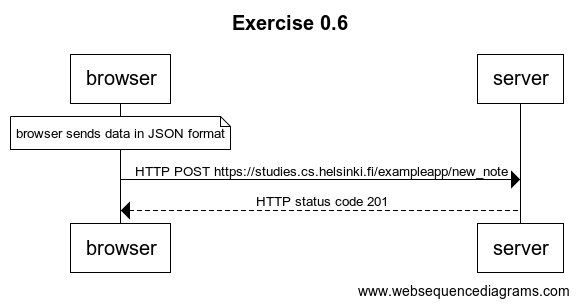 Exercise 0.6
browser
server
browser sends data in JSON format
HTTP POST https://studies.cs.helsinki.fi/exampleapp/new_note
HTTP status code 201
browser
server
www.websequencediagrams.com